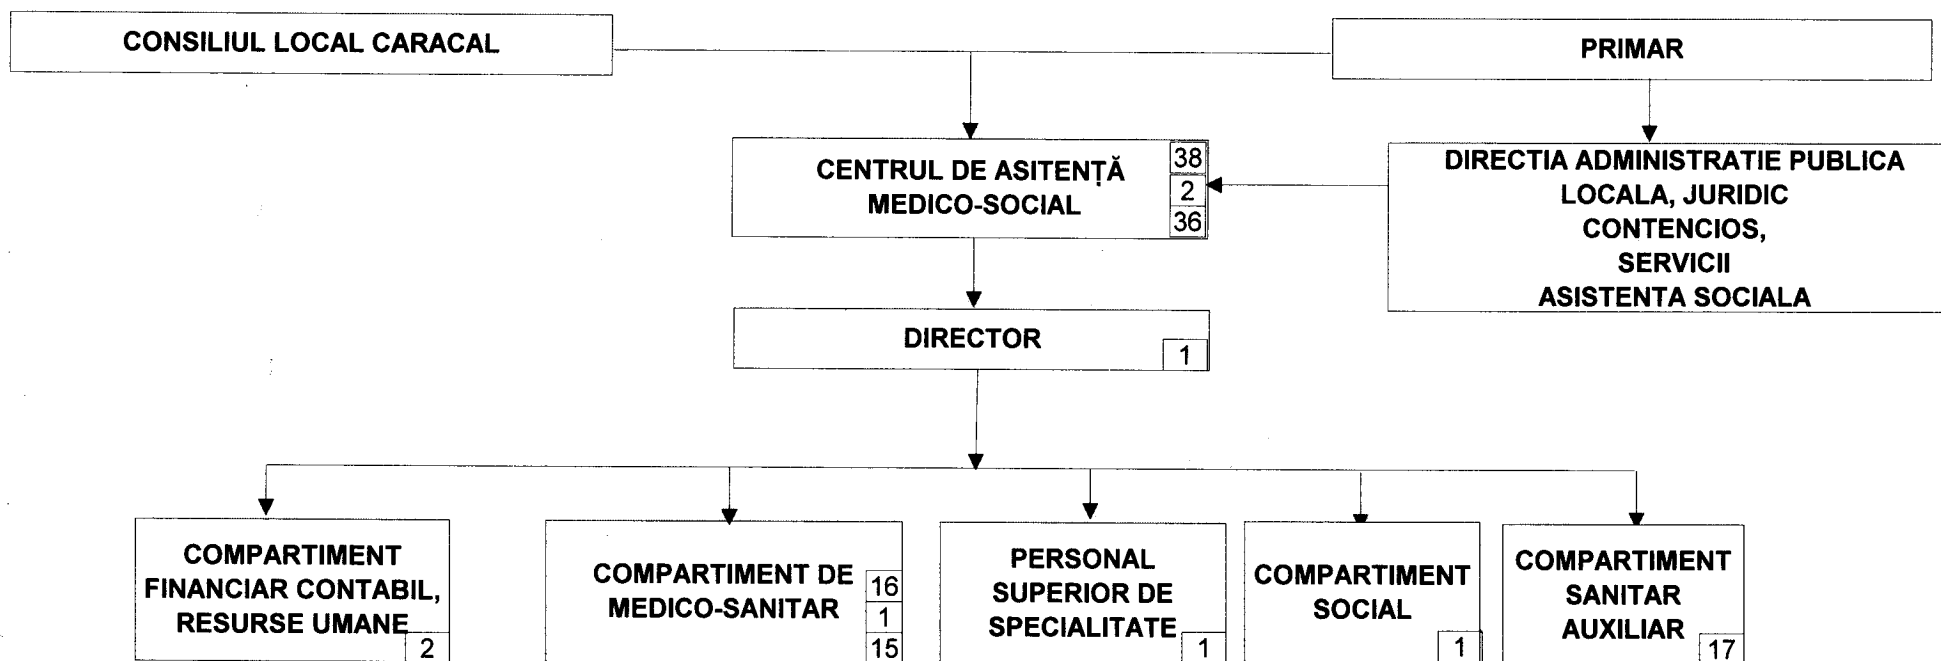 CONSILIUL LOCAL CARACAL
PRIMAR
CENTRUL DE ASITENȚĂ
MEDICO-SOCIAL
38
2
36
DIRECTIA ADMINISTRATIE PUBLICA
LOCALA, JURIDIC
CONTENCIOS,
SERVICII
ASISTENTA SOCIALA
DIRECTOR
1
COMPARTIMENT
FINANCIAR CONTABIL,
RESURSE UMANE
2
COMPARTIMENT DE
MEDICO-SANITAR
16
1
15
PERSONAL
SUPERIOR DE
SPECIALITATE
1
COMPARTIMENT
SOCIAL
1
COMPARTIMENT
SANITAR
AUXILIAR
17